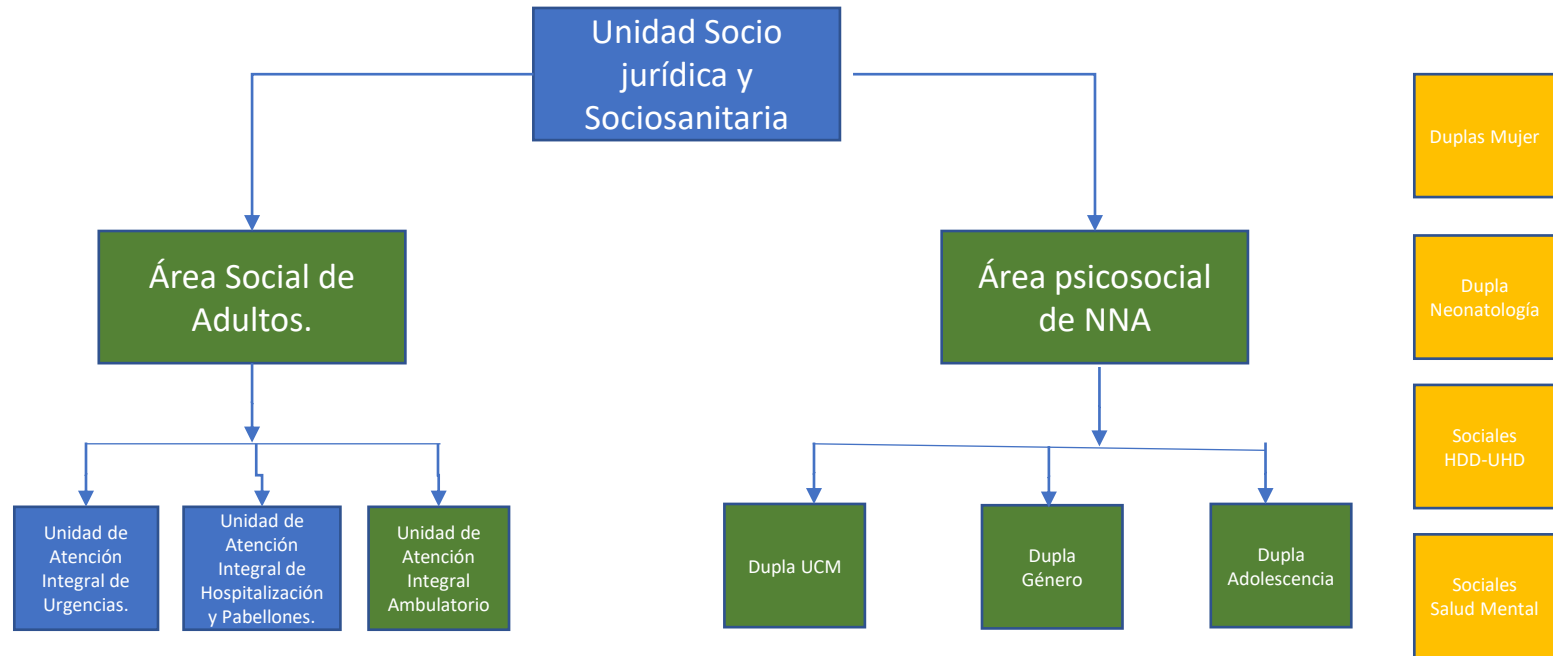 Unidad Socio
jurídica y
Sociosanitaria
Área Social de
Adultos.
Área psicosocial
de NNA
Unidad de
Atención
Integral de
Urgencias.
Unidad de
Atención
Integral de
Hospitalización
y Pabellones.
Unidad de
Atención
Integral
Ambulatorio
Dupla UCM
Dupla
Género
Dupla
Adolescencia
Duplas Mujer
Dupla
Neonatología
Sociales
HDD-UHD
Sociales
Salud Mental